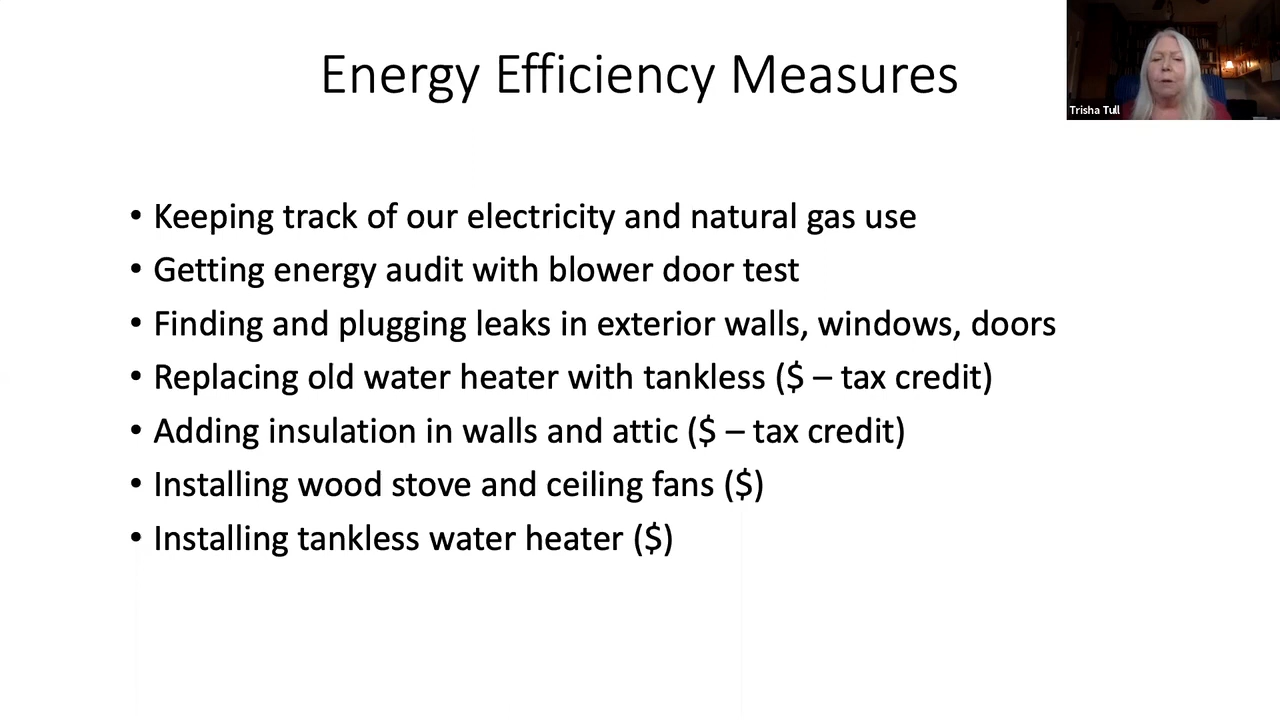 Energy Efficiency Measures
Trisha Tull
• Keeping track of our electricity and natural gas use
• Getting energy audit with blower door test
• Finding and plugging leaks in exterior walls, windows, doors
• Replacing old water heater with tankless ($ – tax credit)
• Adding insulation in walls and attic ($ – tax credit)
• Installing wood stove and ceiling fans ($)
• Installing tankless water heater ($)